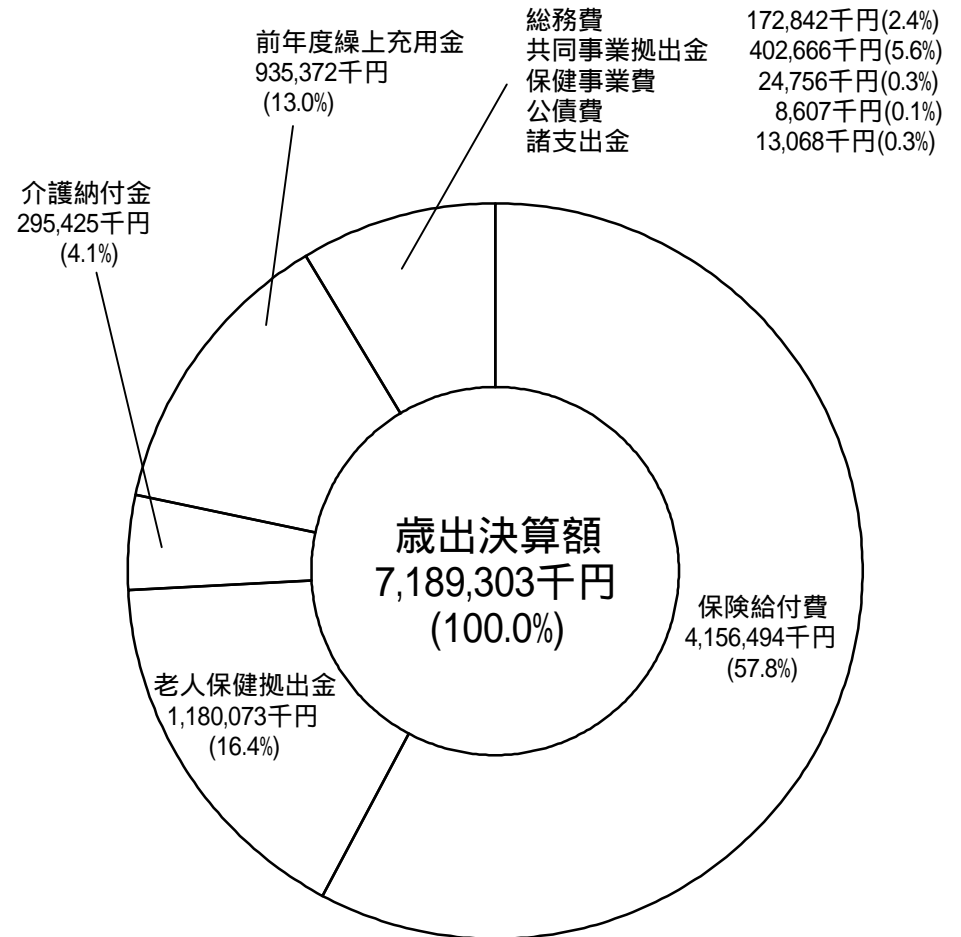 総務費 172,842千円(2.4%)
共同事業拠出金 402,666千円(5.6%)
保健事業費 24,756千円(0.3%)
公債費 8,607千円(0.1%)
諸支出金 13,068千円(0.3%)
前年度繰上充用金
935,372千円
(13.0%)
介護納付金
295,425千円
(4.1%)
歳出決算額
7,189,303千円
(100.0%)
保険給付費
4,156,494千円
(57.8%)
老人保健拠出金
1,180,073千円
(16.4%)